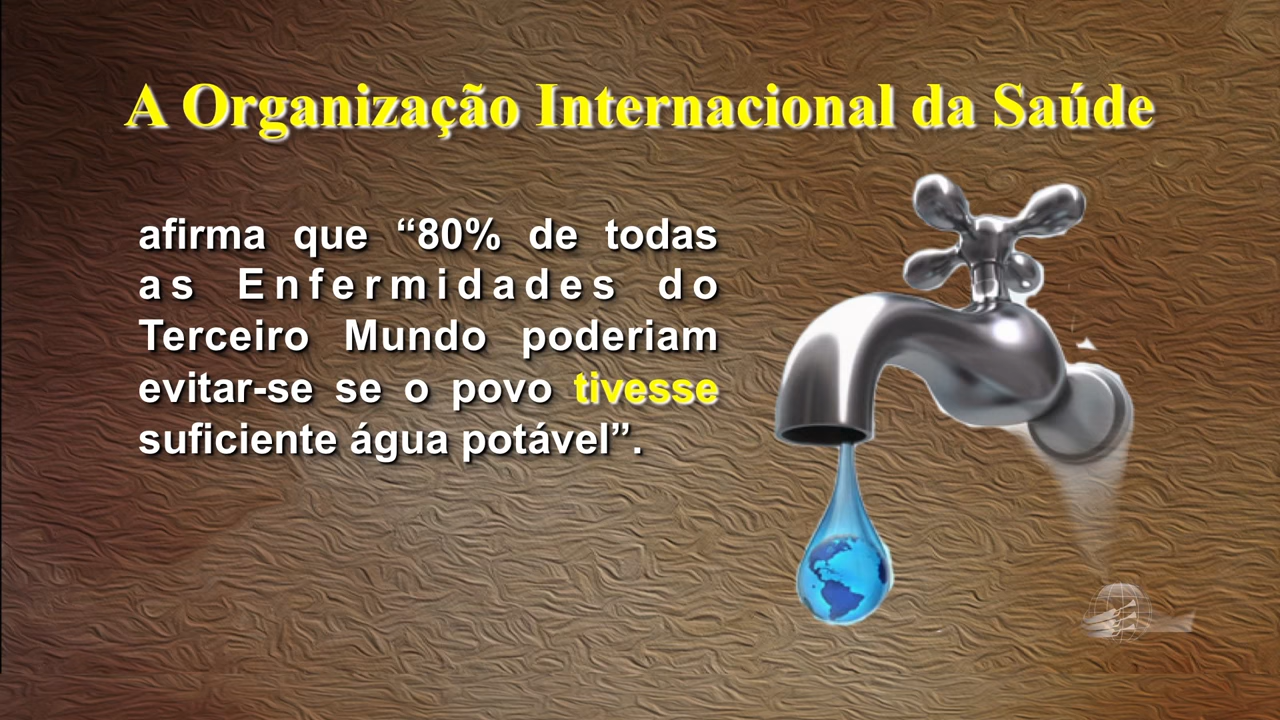 A Organização Internacional da Saúde
afirma que “80% de todas
as Enfermidades do
Terceiro Mundo poderiam
evitar-se se o povo tivesse
suficiente água potável”.